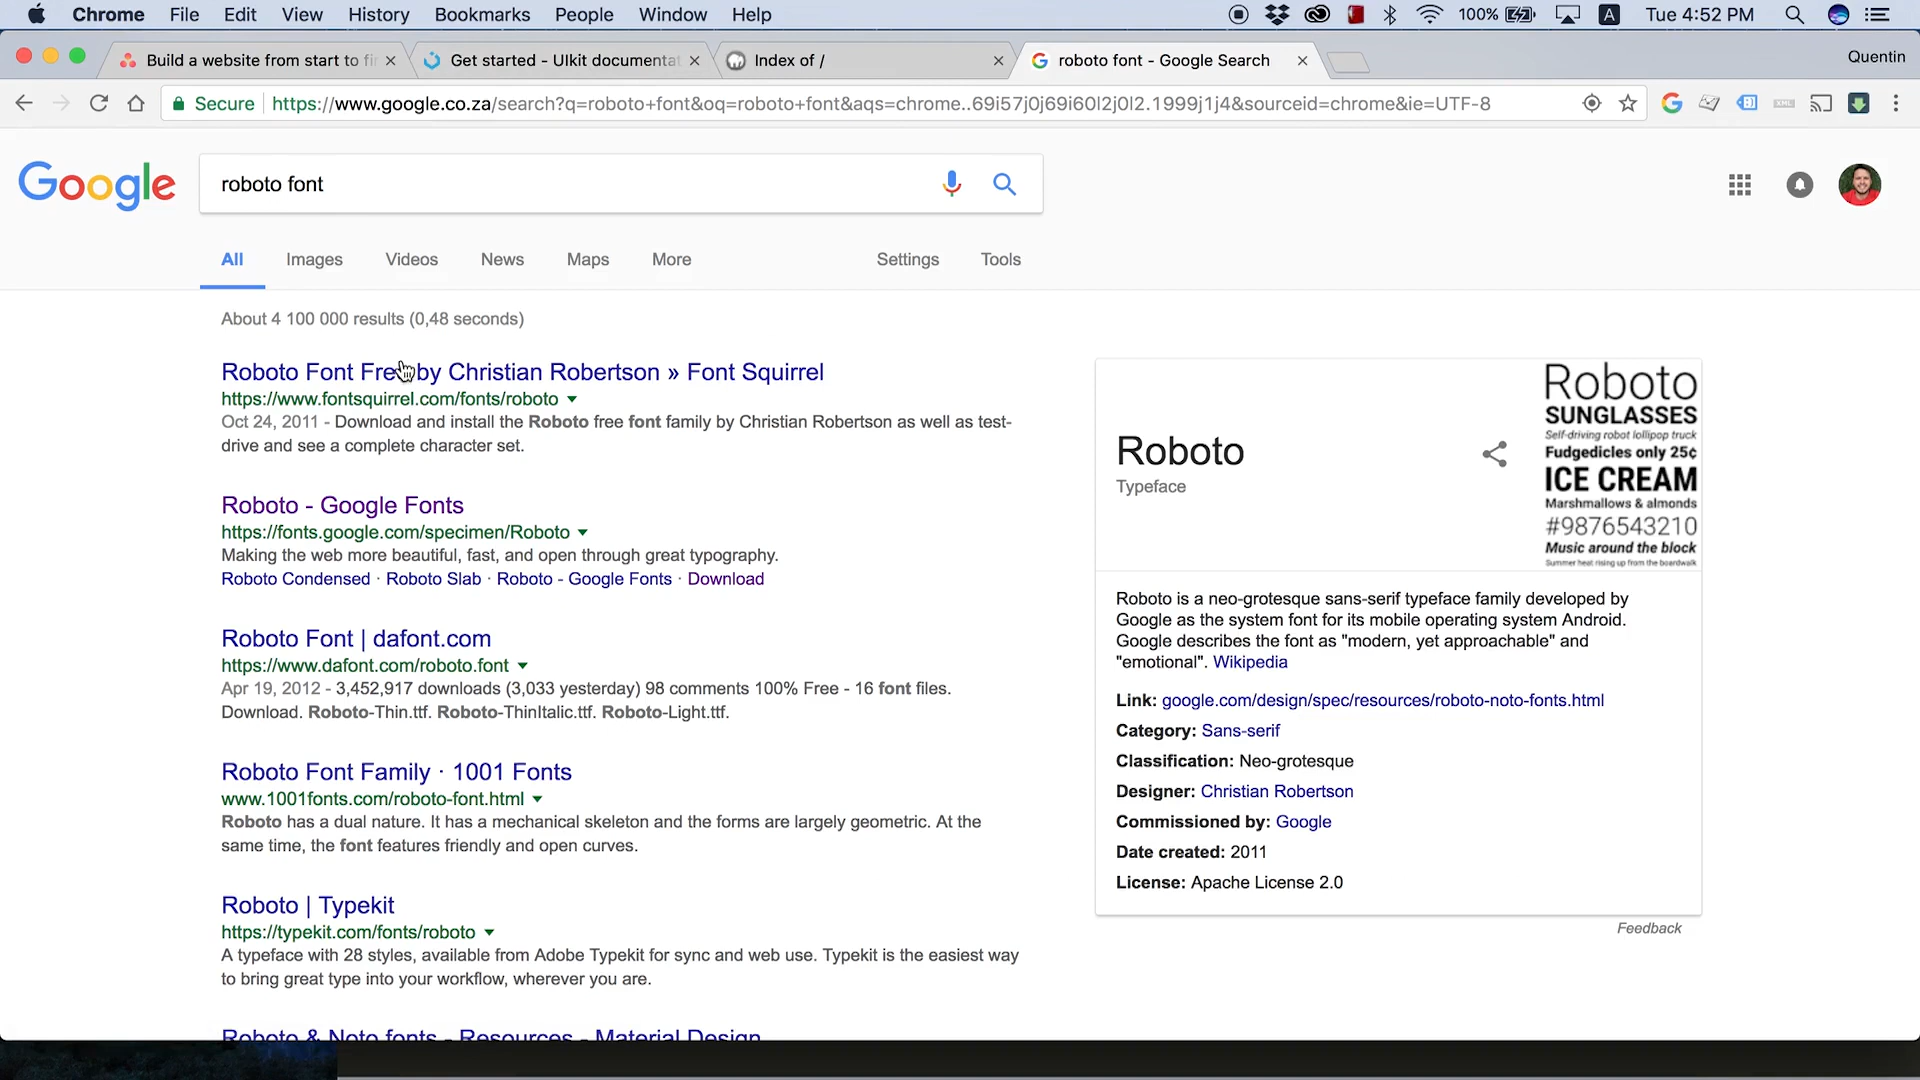 Chrome File Edit View History Bookmarks People Window Help 100% A Tue 4:52 PM
Build a website from start to fi
Get started - UIkit documentat
Index of /
roboto font - Google Search
Quentin
Secure https://www.google.co.za/search?q=roboto+font&oq=roboto+font&aqs=chrome..69i57j0j69i60l2j0l2.1999j1j4&sourceid=chrome&ie=UTF-8
Google
roboto font
All Images Videos News Maps More Settings Tools
About 4 100 000 results (0,48 seconds)
Roboto Font Free by Christian Robertson » Font Squirrel
https://www.fontsquirrel.com/fonts/roboto
Oct 24, 2011 - Download and install the Roboto free font family by Christian Robertson as well as test-
drive and see a complete character set.
Roboto - Google Fonts
https://fonts.google.com/specimen/Roboto
Making the web more beautiful, fast, and open through great typography.
Roboto Condensed · Roboto Slab · Roboto - Google Fonts · Download
Roboto Font | dafont.com
https://www.dafont.com/roboto.font
Apr 19, 2012 - 3,452,917 downloads (3,033 yesterday) 98 comments 100% Free - 16 font files.
Download. Roboto-Thin.ttf. Roboto-ThinItalic.ttf. Roboto-Light.ttf.
Roboto Font Family · 1001 Fonts
www.1001fonts.com/roboto-font.html
Roboto has a dual nature. It has a mechanical skeleton and the forms are largely geometric. At the
same time, the font features friendly and open curves.
Roboto | Typekit
https://typekit.com/fonts/roboto
A typeface with 28 styles, available from Adobe Typekit for sync and web use. Typekit is the easiest way
to bring great type into your workflow, wherever you are.
Roboto & Noto fonts - Resources - Material Design
Roboto
Typeface
Roboto
SUNGLASSES
Self-driving robot lollipop truck
Fudgedicles only 25¢
ICE CREAM
Marshmallows & almonds
#9876543210
Music around the block
Summer heat rising up from the boardwalk
Roboto is a neo-grotesque sans-serif typeface family developed by
Google as the system font for its mobile operating system Android.
Google describes the font as "modern, yet approachable" and
"emotional". Wikipedia
Link: google.com/design/spec/resources/roboto-noto-fonts.html
Category: Sans-serif
Classification: Neo-grotesque
Designer: Christian Robertson
Commissioned by: Google
Date created: 2011
License: Apache License 2.0
Feedback